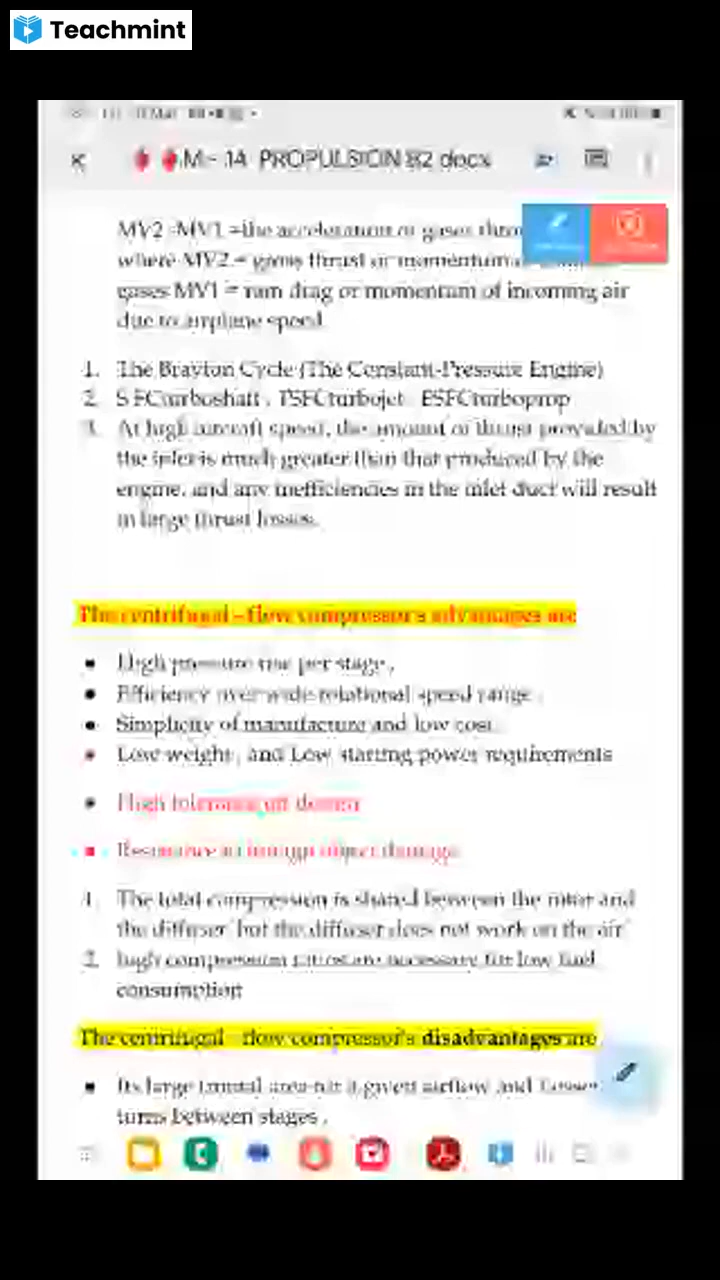 Teachmint
M - 14 PROPULSION B2 docx
MV2 -MV1 =the acceleration of gases
where MV2 = gross thrust or momentum
gases MV1 = ram drag or momentum of incoming air
due to airplane speed
1. The Brayton Cycle (The Constant-Pressure Engine)
2. S FCturboshaft , TSFCturbojet , ESFCturboprop
3. At high aircraft speed, the amount of thrust provided by
the inlet is much greater than that produced by the
engine, and any inefficiencies in the inlet duct will result
in large thrust losses.
The centrifugal - flow compressor's advantages are
• High pressure rise per stage ,
• Efficiency over wide rotational speed range
• Simplicity of manufacture and low cost
• Low weight , and Low starting power requirements
• High tolerance
• Resistance to foreign object damage
1. The total compression is shared between the rotor and
the diffuser but the diffuser does not work on the air
2. high compression ratios are necessary for low fuel
consumption
The centrifugal - flow compressor's disadvantages are
• Its large frontal area for a given airflow and
turns between stages .